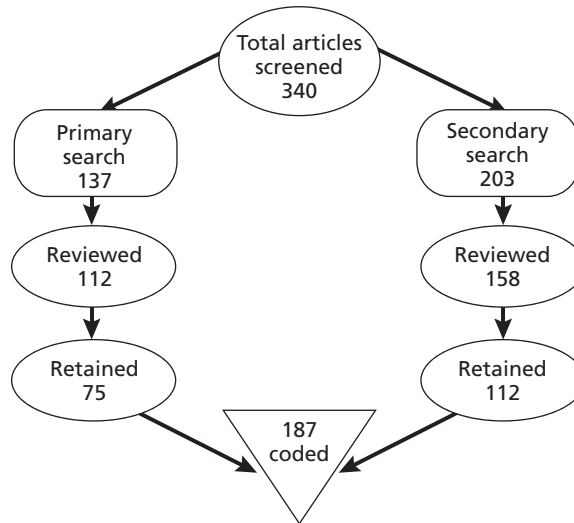 Total articles
screened
340
Primary
search
137
Secondary
search
203
Reviewed
112
Reviewed
158
Retained
75
Retained
112
187
coded